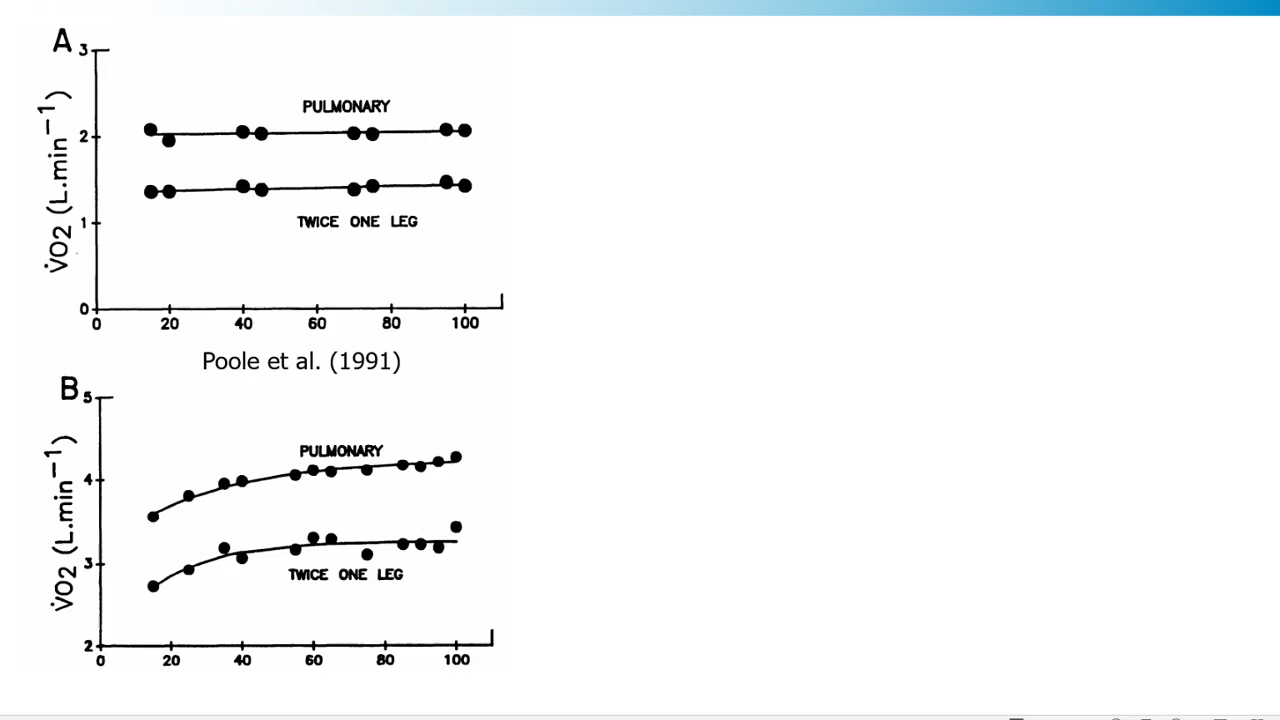 A
3
PULMONARY
2
V̇O2 (L.min⁻¹)
TWICE ONE LEG
1
0
0 20 40 60 80 100
Poole et al. (1991)
B
5
PULMONARY
4
V̇O2 (L.min⁻¹)
3
TWICE ONE LEG
2
0 20 40 60 80 100